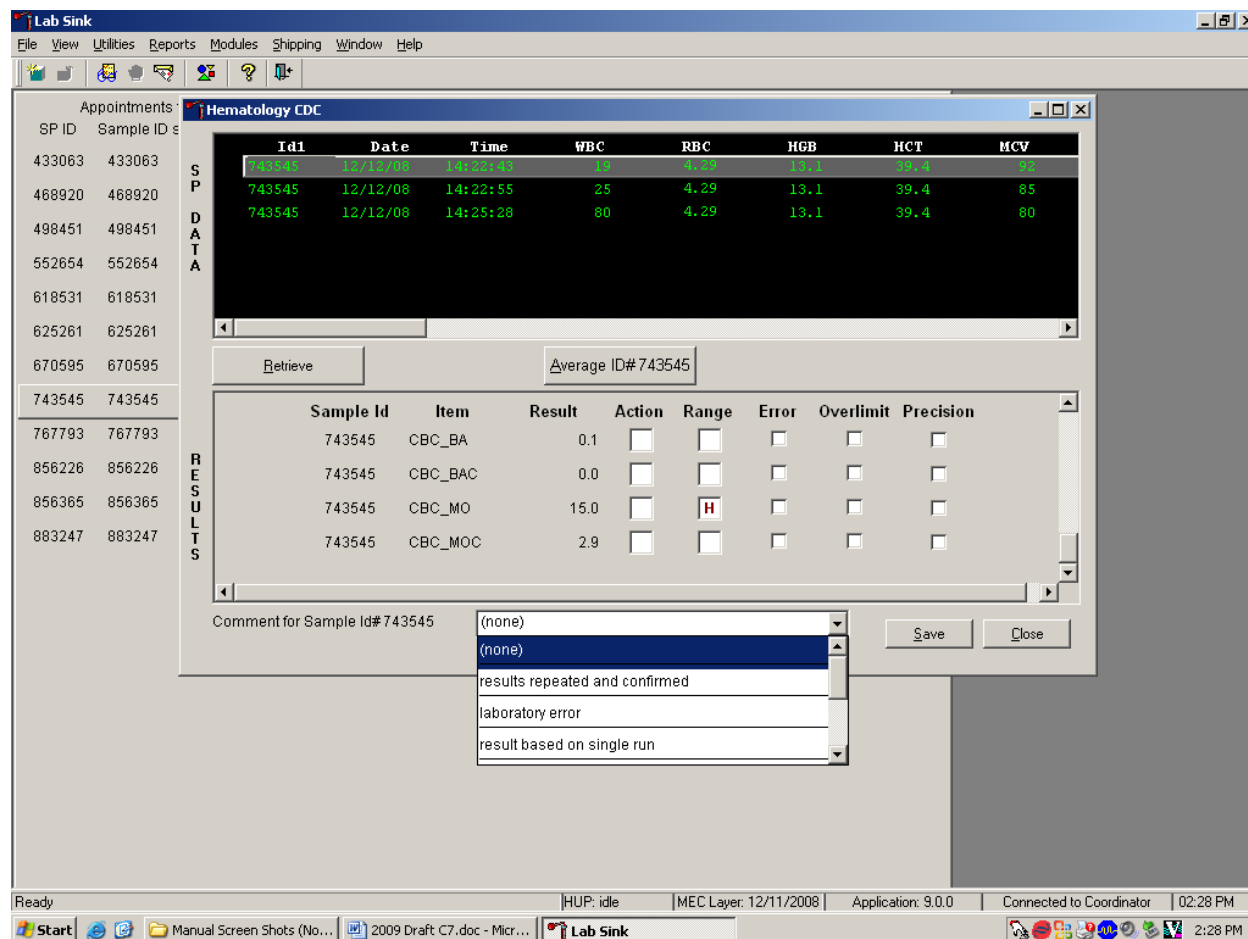 Lab Sink
File View Utilities Reports Modules Shipping Window Help
Appointments
SP ID Sample ID s
433063 433063
468920 468920
498451 498451
552654 552654
618531 618531
625261 625261
670595 670595
743545 743545
767793 767793
856226 856226
856365 856365
883247 883247
Hematology CDC
SP DATA
Id1 Date Time WBC RBC HGB HCT MCV
743545 12/12/08 14:22:43 19 4.29 13.1 39.4 92
743545 12/12/08 14:22:55 25 4.29 13.1 39.4 85
743545 12/12/08 14:25:28 80 4.29 13.1 39.4 80
Retrieve Average ID# 743545
RESULTS
Sample Id Item Result Action Range Error Overlimit Precision
743545 CBC_BA 0.1
743545 CBC_BAC 0.0
743545 CBC_MO 15.0 H
743545 CBC_MOC 2.9
Comment for Sample Id# 743545 (none) Save Close
(none)
results repeated and confirmed
laboratory error
result based on single run
Ready HUP: idle MEC Layer: 12/11/2008 Application: 9.0.0 Connected to Coordinator 02:28 PM
Start Manual Screen Shots (No... 2009 Draft C7.doc - Micr... Lab Sink 2:28 PM